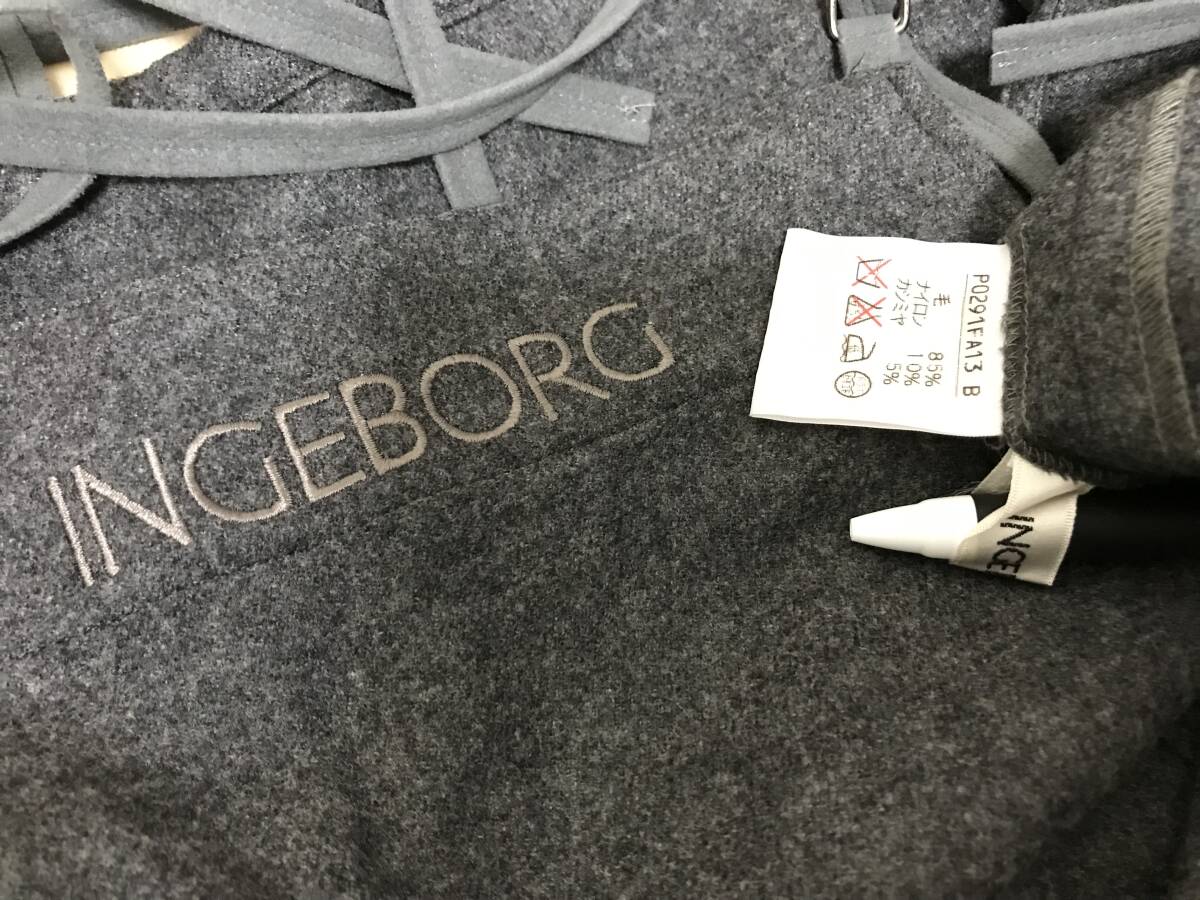 INGEBORG
P0291FA13 B
毛 85%
ナイロン 10%
カシミヤ 5%
INGE